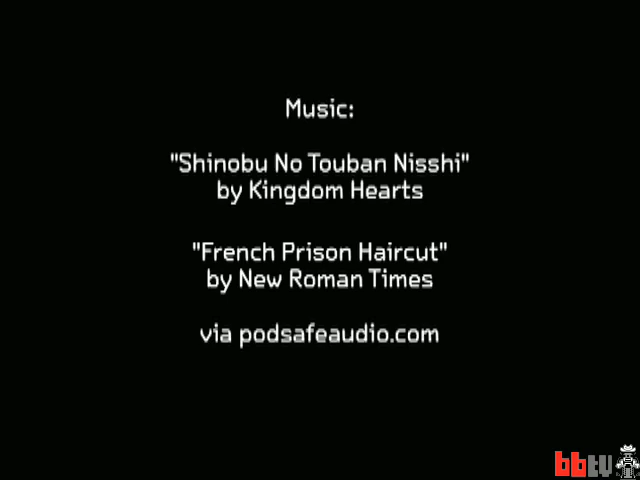 Music:
"Shinobu No Touban Nisshi"
by Kingdom Hearts
"French Prison Haircut"
by New Roman Times
via podsafeaudio.com
bbtv